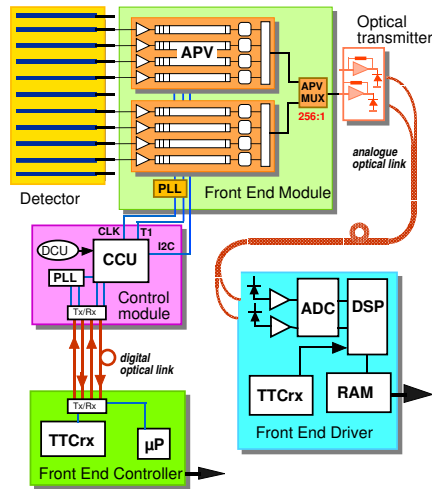 Optical
transmitter
APV
APV
MUX
256:1
analogue
optical link
Detector
PLL
Front End Module
CLK
T1
I2C
DCU
CCU
PLL
Control
module
Tx/Rx
digital
optical link
ADC
DSP
TTCrx
RAM
Front End Driver
Tx/Rx
TTCrx
µP
Front End Controller